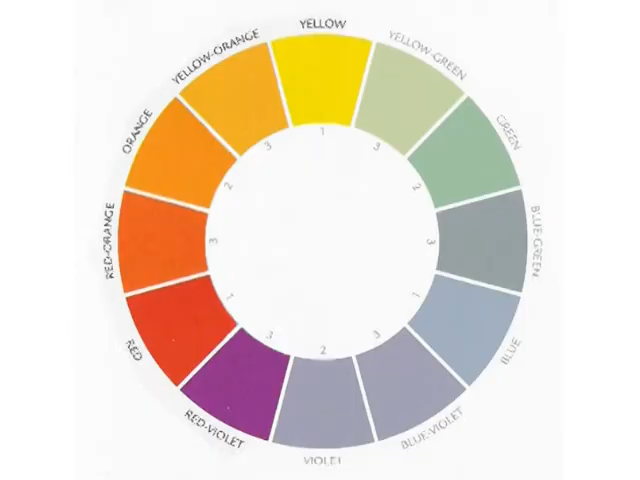 YELLOW
YELLOW-GREEN
GREEN
BLUE-GREEN
BLUE
BLUE-VIOLET
VIOLET
RED-VIOLET
RED
RED-ORANGE
ORANGE
YELLOW-ORANGE
1
3
2
3
1
3
2
3
1
3
2
3